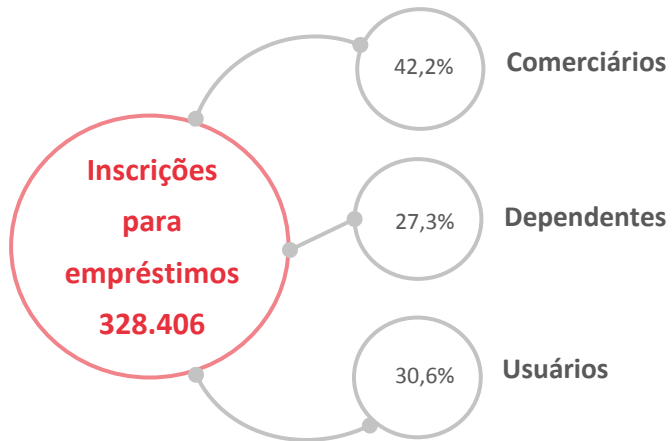 Inscrições
para
empréstimos
328.406
42,2%
Comerciários
27,3%
Dependentes
30,6%
Usuários